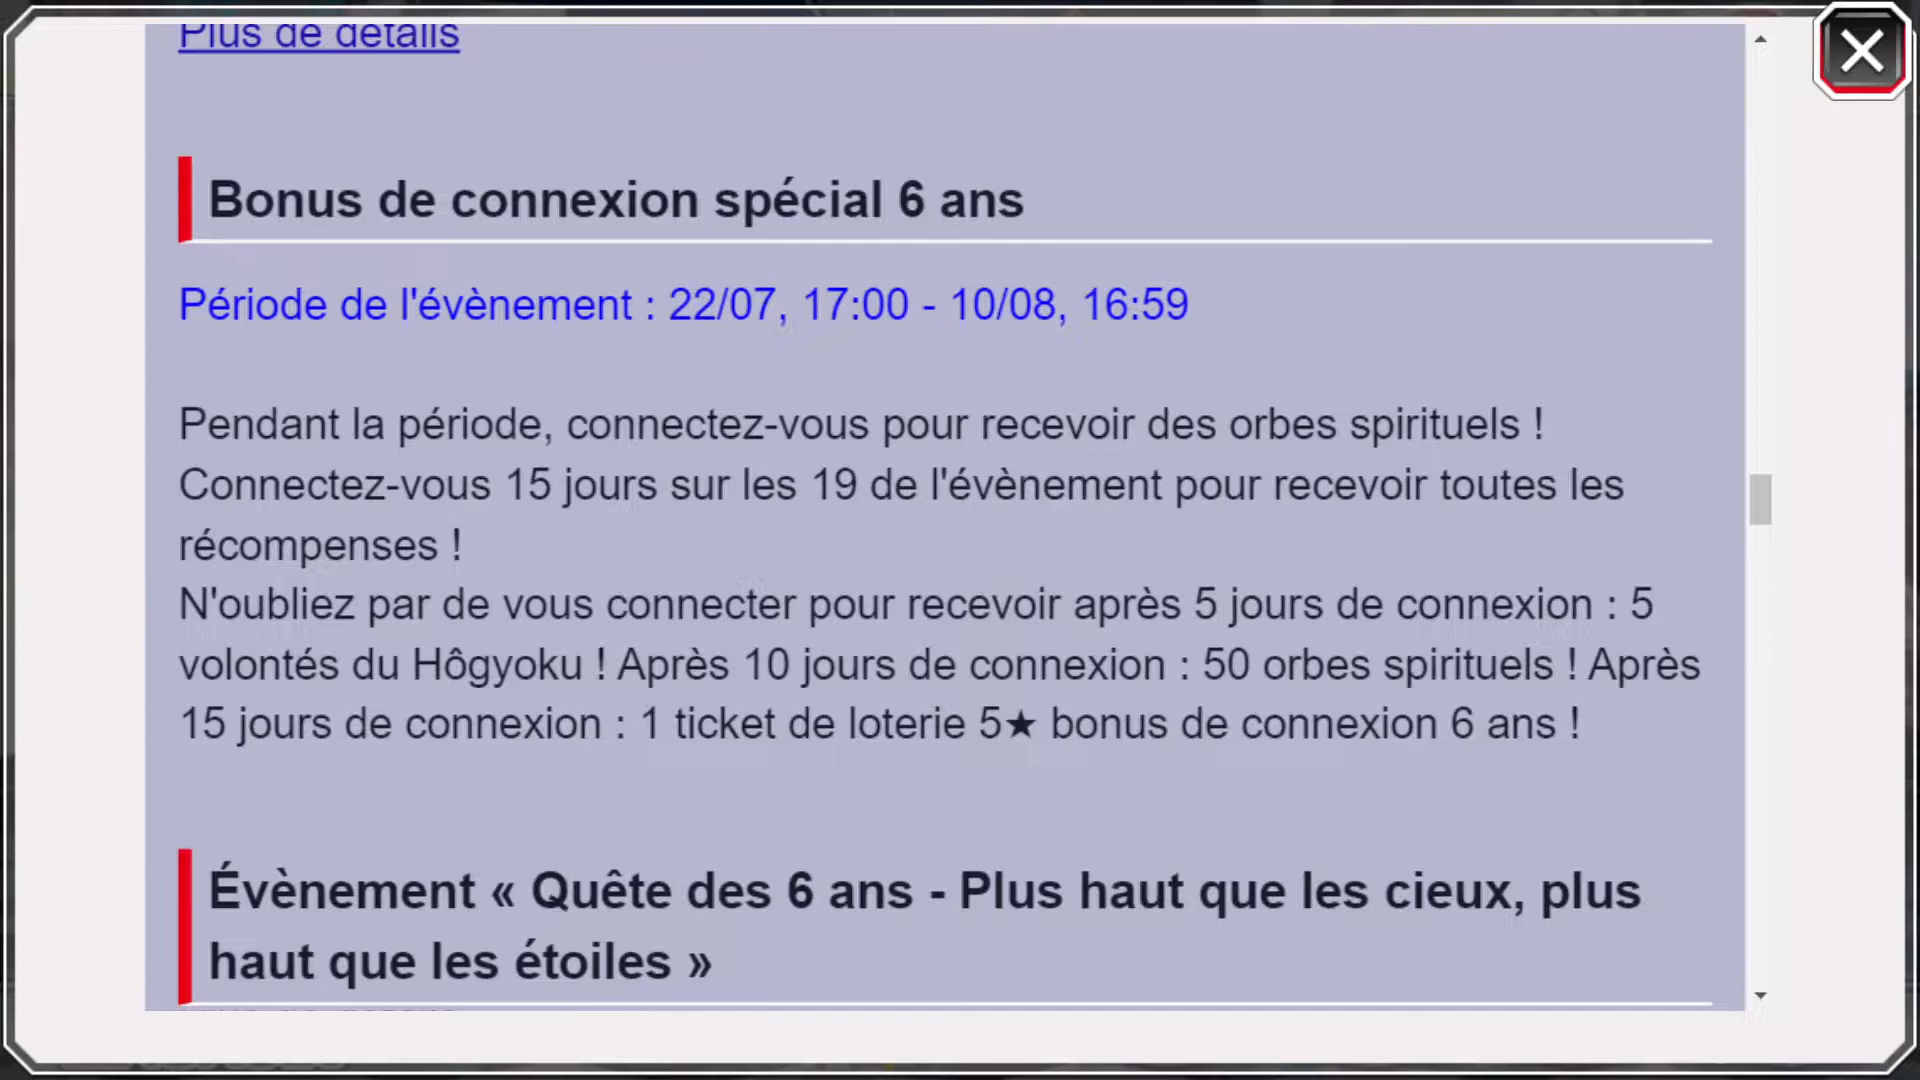 Plus de détails
Bonus de connexion spécial 6 ans
Période de l'évènement : 22/07, 17:00 - 10/08, 16:59
Pendant la période, connectez-vous pour recevoir des orbes spirituels !
Connectez-vous 15 jours sur les 19 de l'évènement pour recevoir toutes les
récompenses !
N'oubliez par de vous connecter pour recevoir après 5 jours de connexion : 5
volontés du Hôgyoku ! Après 10 jours de connexion : 50 orbes spirituels ! Après
15 jours de connexion : 1 ticket de loterie 5★ bonus de connexion 6 ans !
Évènement « Quête des 6 ans - Plus haut que les cieux, plus
haut que les étoiles »